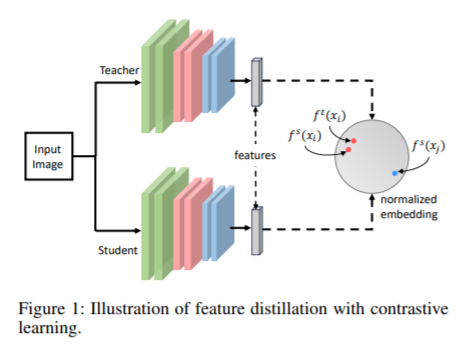 Teacher
Input
Image
features
Student
f^t(x_i)
f^s(x_i)
f^s(x_j)
normalized
embedding
Figure 1: Illustration of feature distillation with contrastive
learning.